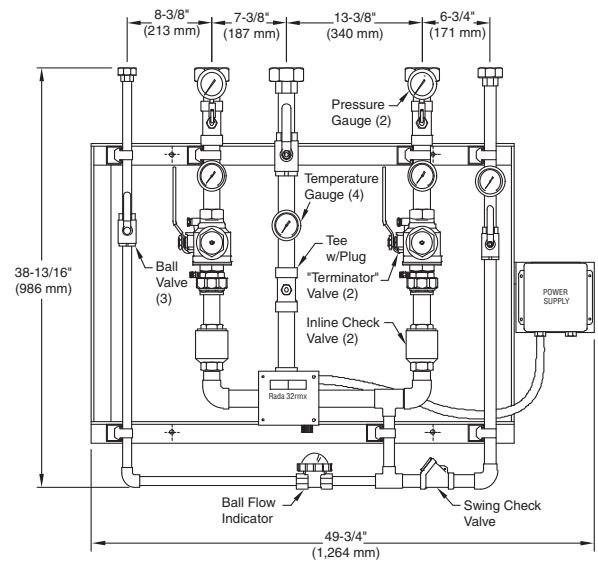 8-3/8"
(213 mm)
7-3/8"
(187 mm)
13-3/8"
(340 mm)
6-3/4"
(171 mm)
Pressure
Gauge (2)
Temperature
Gauge (4)
38-13/16"
(986 mm)
Ball
Valve
(3)
Tee
w/Plug
"Terminator"
Valve (2)
POWER
SUPPLY
Inline Check
Valve (2)
Rada 32rmx
Ball Flow
Indicator
Swing Check
Valve
49-3/4"
(1,264 mm)